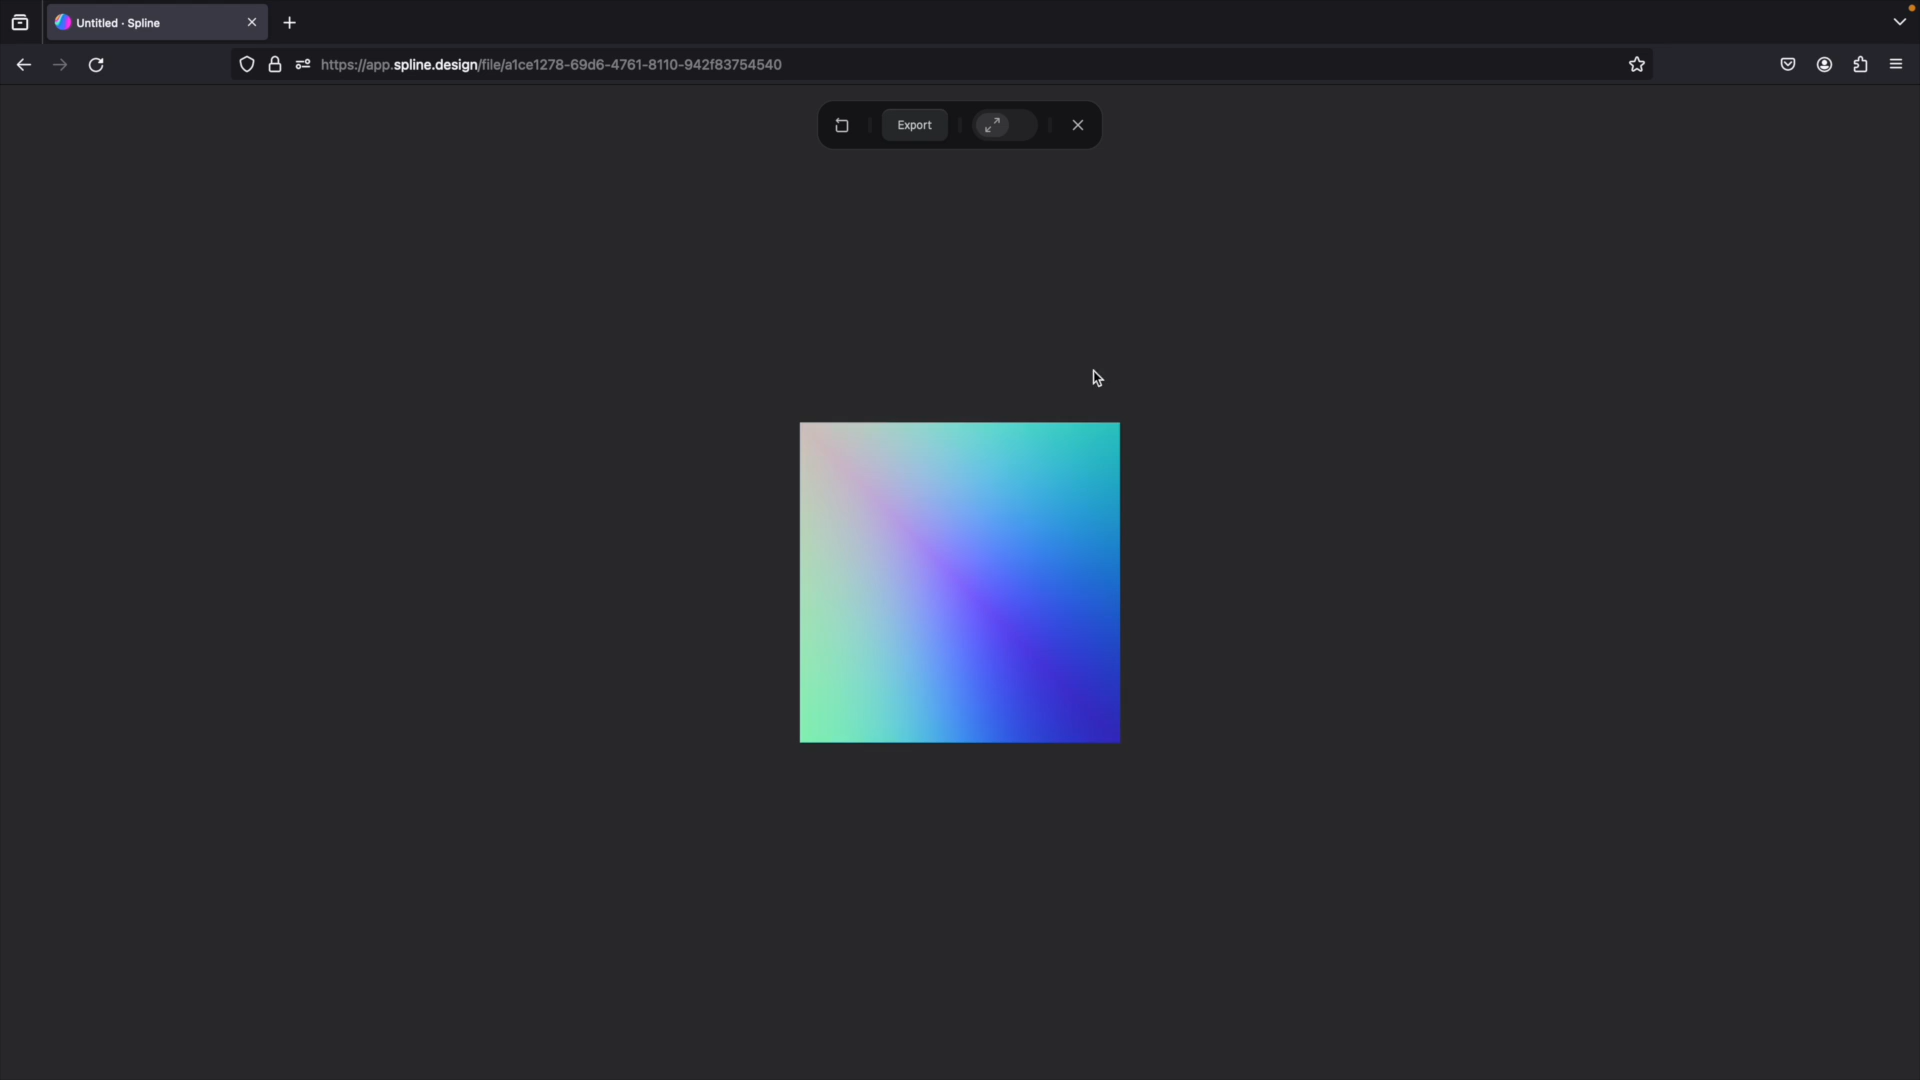 Untitled · Spline
https://app.spline.design/file/a1ce1278-69d6-4761-8110-942f83754540
Export